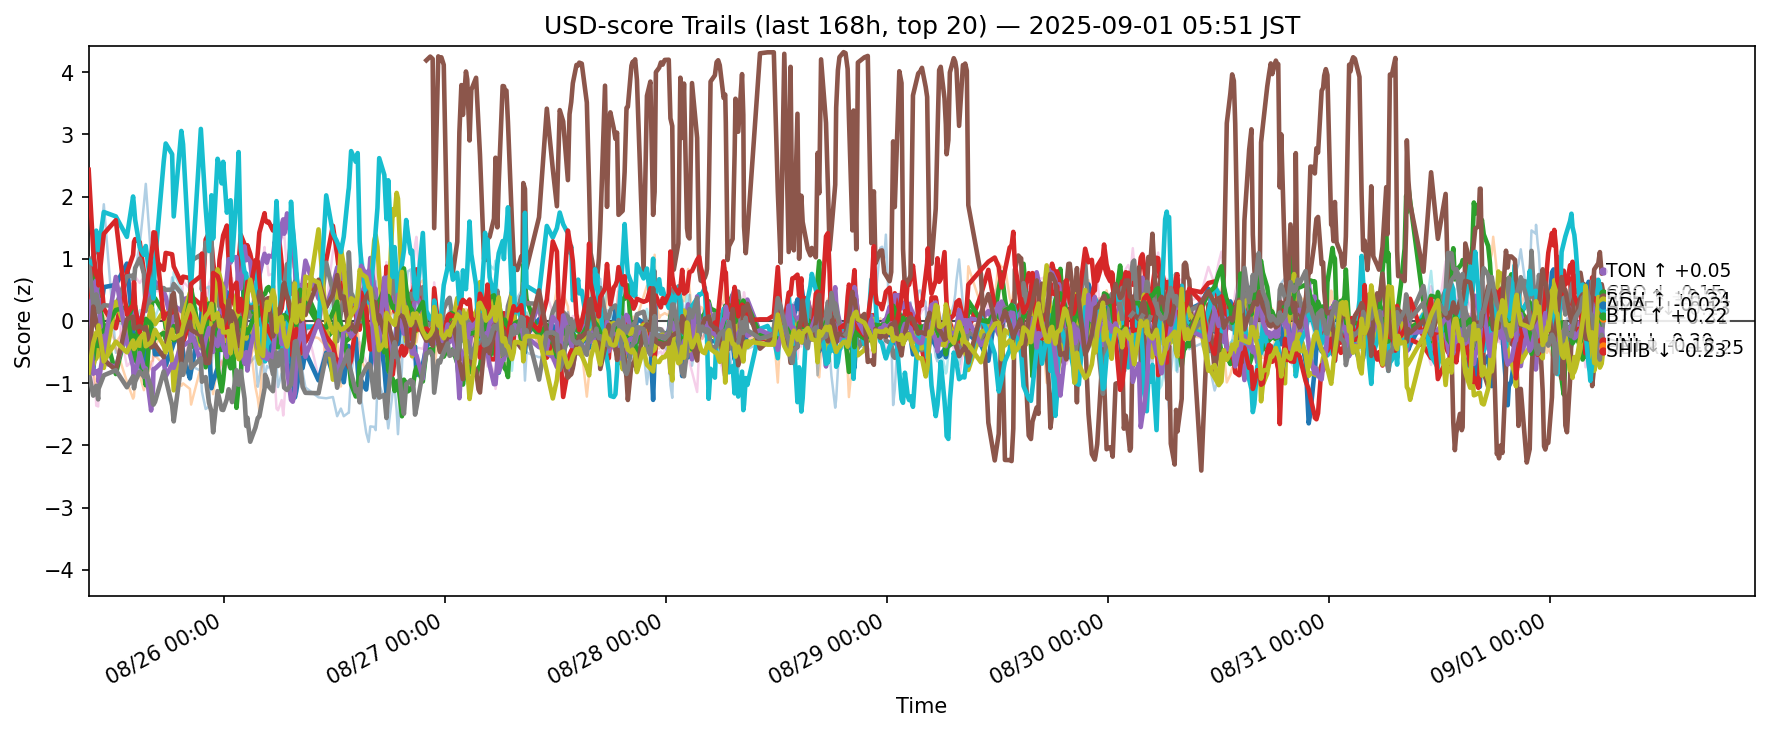 USD-score Trails (last 168h, top 20) — 2025-09-01 05:51 JST
Score (z)
4
3
2
1
0
−1
−2
−3
−4
TON ↑ +0.05
ADA ↑ -0.02
BTC ↑ +0.22
SHIB ↓ -0.23
08/26 00:00
08/27 00:00
08/28 00:00
08/29 00:00
08/30 00:00
08/31 00:00
09/01 00:00
Time